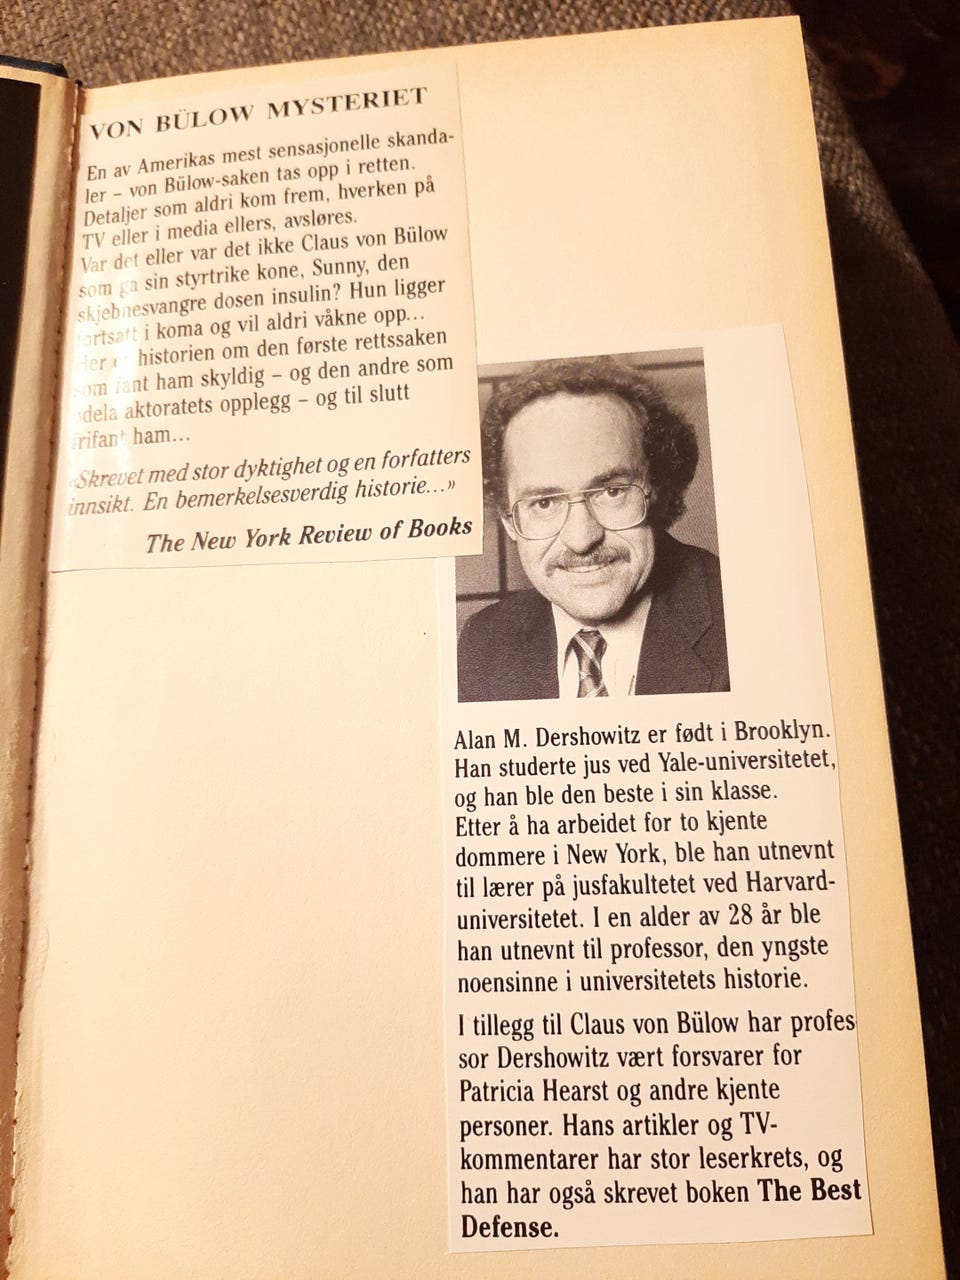 VON BÜLOW MYSTERIET
En av Amerikas mest sensasjonelle skanda-
ler – von Bülow-saken tas opp i retten.
Detaljer som aldri kom frem, hverken på
TV eller i media ellers, avsløres.
Var det eller var det ikke Claus von Bülow
som ga sin styrtrike kone, Sunny, den
skjebnesvangre dosen insulin? Hun ligger
fortsatt i koma og vil aldri våkne opp...
Her er historien om den første rettssaken
som fant ham skyldig – og den andre som
ødela aktoratets opplegg – og til slutt
frifant ham...
«Skrevet med stor dyktighet og en forfatters
innsikt. En bemerkelsesverdig historie...»
The New York Review of Books
Alan M. Dershowitz er født i Brooklyn.
Han studerte jus ved Yale-universitetet,
og han ble den beste i sin klasse.
Etter å ha arbeidet for to kjente
dommere i New York, ble han utnevnt
til lærer på jusfakultetet ved Harvard-
universitetet. I en alder av 28 år ble
han utnevnt til professor, den yngste
noensinne i universitetets historie.
I tillegg til Claus von Bülow har profes
sor Dershowitz vært forsvarer for
Patricia Hearst og andre kjente
personer. Hans artikler og TV-
kommentarer har stor leserkrets, og
han har også skrevet boken The Best
Defense.